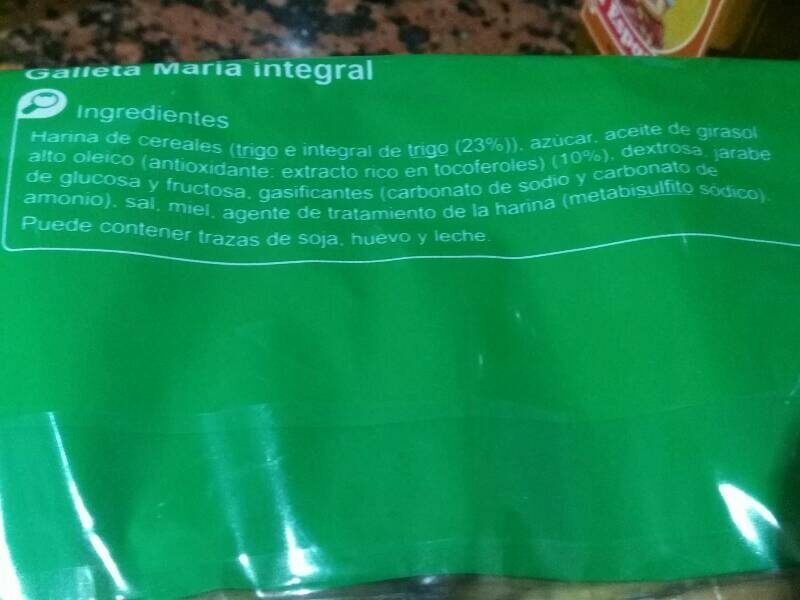 Galleta María integral
Ingredientes
Harina de cereales (trigo e integral de trigo (23%)), azúcar, aceite de girasol
alto oleico (antioxidante: extracto rico en tocoferoles) (10%), dextrosa, jarabe
de glucosa y fructosa, gasificantes (carbonato de sodio y carbonato de
amonio), sal, miel, agente de tratamiento de la harina (metabisulfito sódico).
Puede contener trazas de soja, huevo y leche.